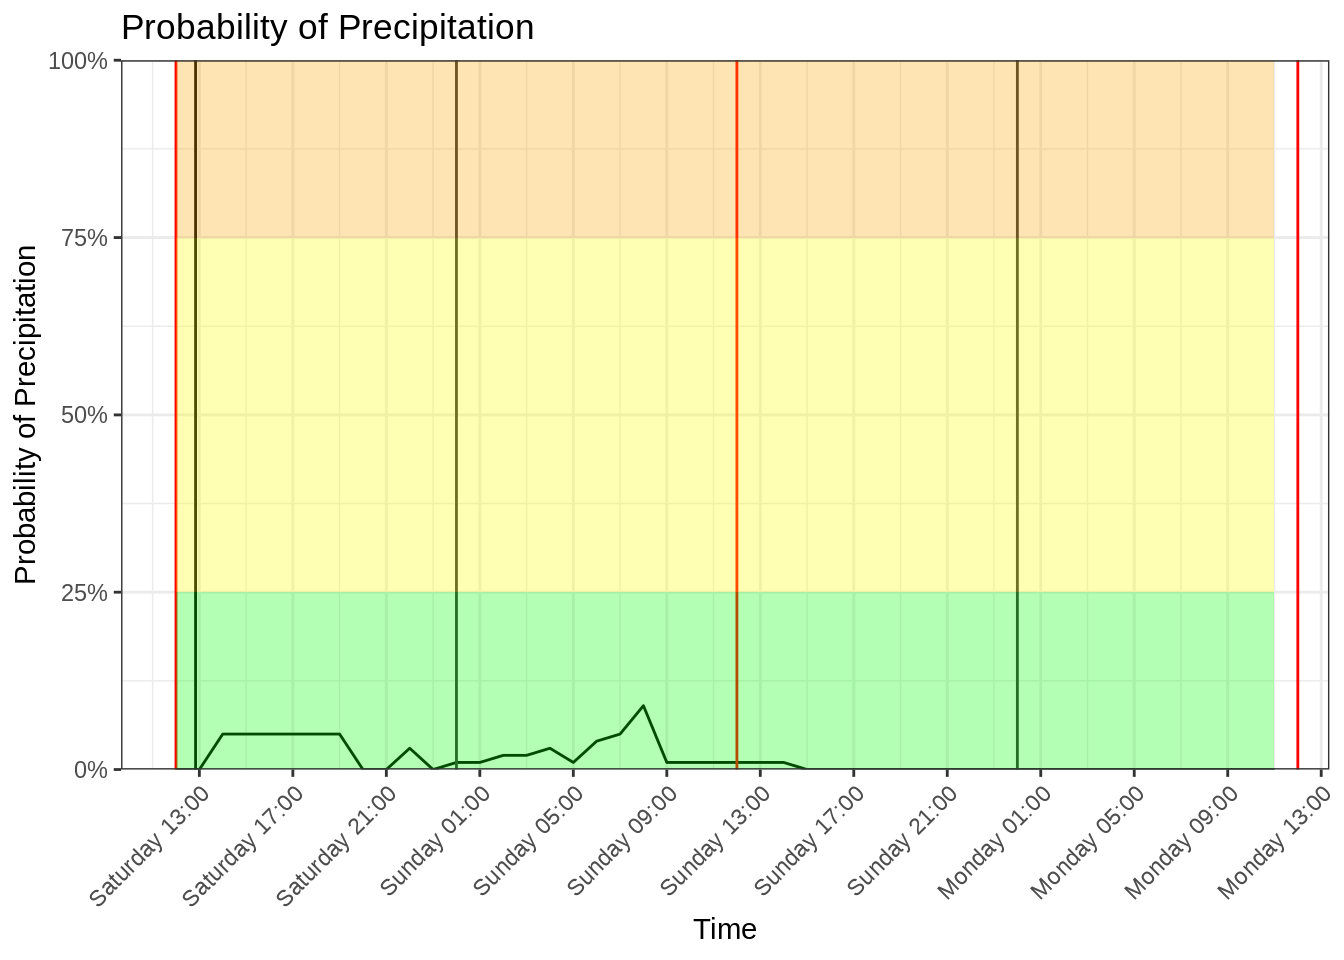 Probability of Precipitation
Probability of Precipitation
100%
75%
50%
25%
0%
Saturday 13:00
Saturday 17:00
Saturday 21:00
Sunday 01:00
Sunday 05:00
Sunday 09:00
Sunday 13:00
Sunday 17:00
Sunday 21:00
Monday 01:00
Monday 05:00
Monday 09:00
Monday 13:00
Time